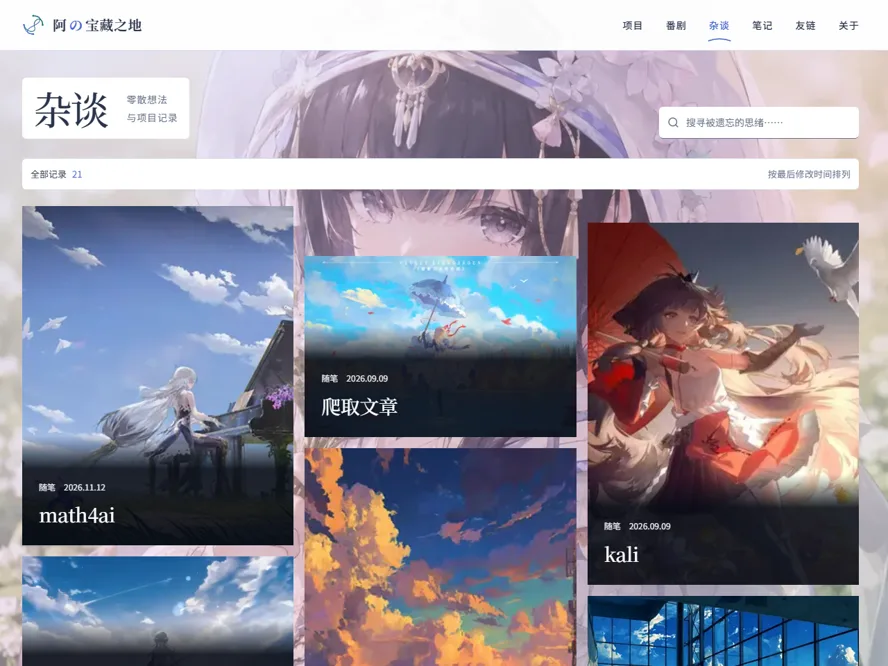 阿の宝藏之地
项目 番剧 杂谈 笔记 友链 关于
杂谈
零散想法
与项目记录
搜寻被遗忘的思绪……
全部记录 21
按最后修改时间排列
随笔 2026.11.12
math4ai
随笔 2026.09.09
爬取文章
随笔 2026.09.09
kali